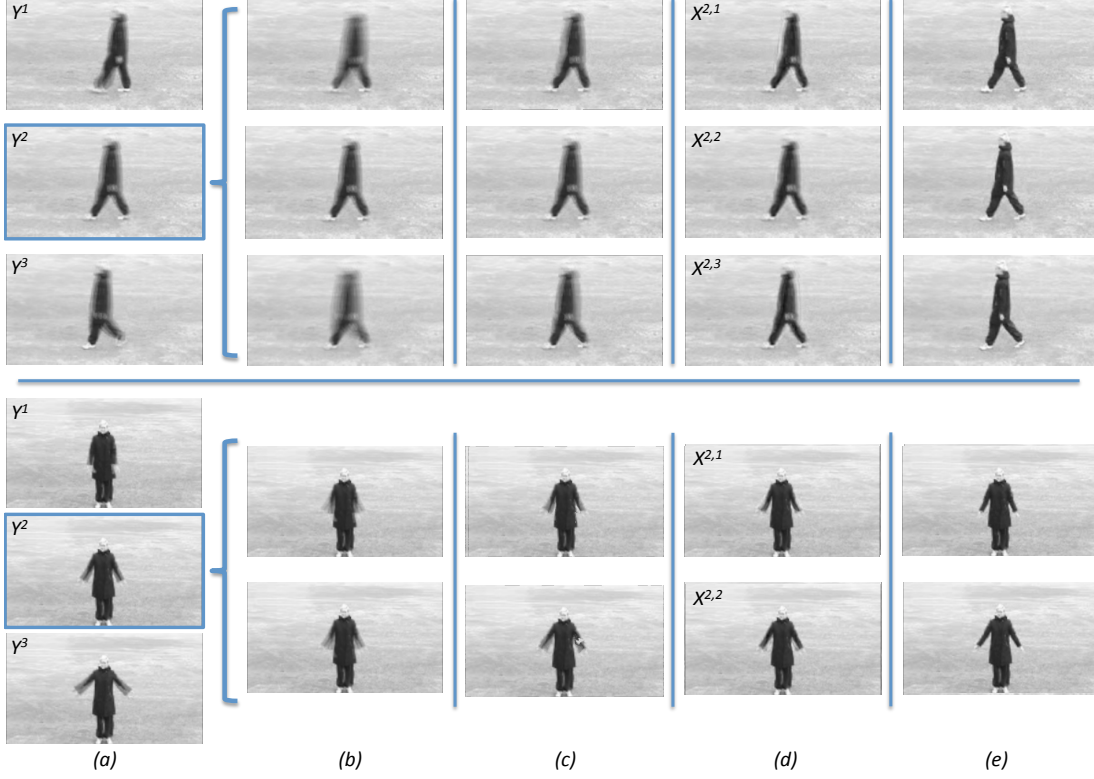 Y¹ X²,¹
Y² X²,²
Y³ X²,³
Y¹ X²,¹
Y² X²,²
Y³
(a) (b) (c) (d) (e)